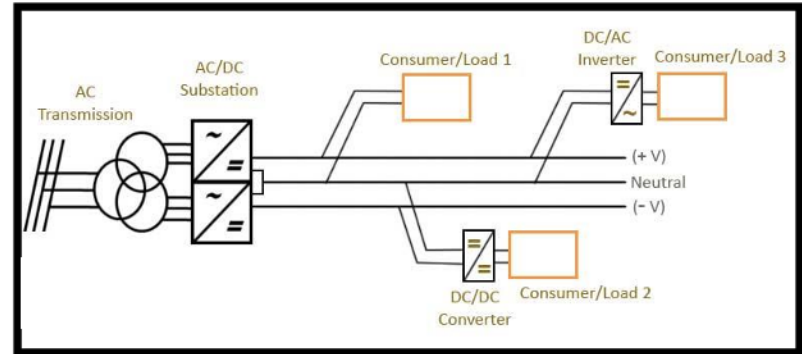 AC
Transmission
AC/DC
Substation
Consumer/Load 1
DC/AC
Inverter
Consumer/Load 3
~
=
~
=
=
~
(+ V)
Neutral
(- V)
=
=
DC/DC
Converter
Consumer/Load 2